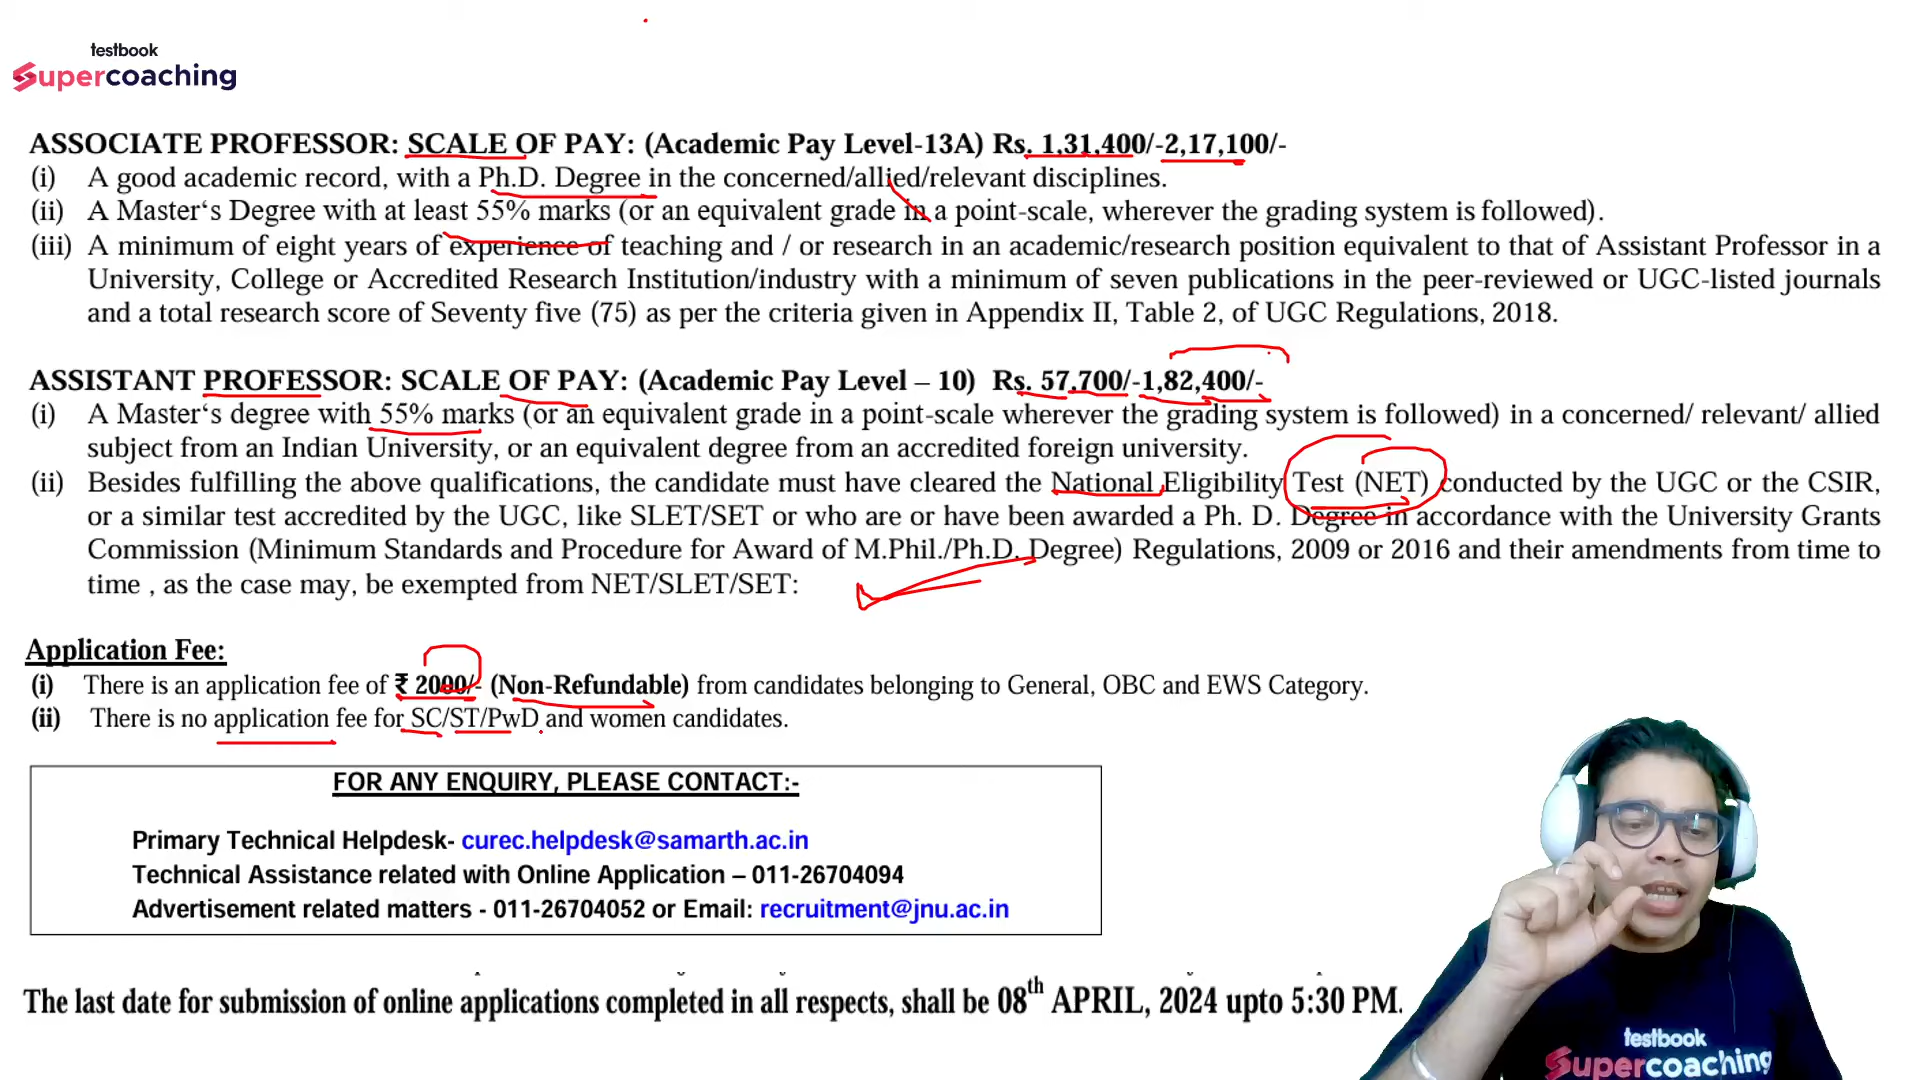 testbook
Supercoaching
ASSOCIATE PROFESSOR: SCALE OF PAY: (Academic Pay Level-13A) Rs. 1,31,400/-2,17,100/-
(i) A good academic record, with a Ph.D. Degree in the concerned/allied/relevant disciplines.
(ii) A Master‘s Degree with at least 55% marks (or an equivalent grade in a point-scale, wherever the grading system is followed).
(iii) A minimum of eight years of experience of teaching and / or research in an academic/research position equivalent to that of Assistant Professor in a
University, College or Accredited Research Institution/industry with a minimum of seven publications in the peer-reviewed or UGC-listed journals
and a total research score of Seventy five (75) as per the criteria given in Appendix II, Table 2, of UGC Regulations, 2018.
ASSISTANT PROFESSOR: SCALE OF PAY: (Academic Pay Level – 10) Rs. 57,700/-1,82,400/-
(i) A Master‘s degree with 55% marks (or an equivalent grade in a point-scale wherever the grading system is followed) in a concerned/ relevant/ allied
subject from an Indian University, or an equivalent degree from an accredited foreign university.
(ii) Besides fulfilling the above qualifications, the candidate must have cleared the National Eligibility Test (NET) conducted by the UGC or the CSIR,
or a similar test accredited by the UGC, like SLET/SET or who are or have been awarded a Ph. D. Degree in accordance with the University Grants
Commission (Minimum Standards and Procedure for Award of M.Phil./Ph.D. Degree) Regulations, 2009 or 2016 and their amendments from time to
time , as the case may, be exempted from NET/SLET/SET:
Application Fee:
(i) There is an application fee of ₹ 2000/- (Non-Refundable) from candidates belonging to General, OBC and EWS Category.
(ii) There is no application fee for SC/ST/PwD and women candidates.
FOR ANY ENQUIRY, PLEASE CONTACT:-
Primary Technical Helpdesk- curec.helpdesk@samarth.ac.in
Technical Assistance related with Online Application – 011-26704094
Advertisement related matters - 011-26704052 or Email: recruitment@jnu.ac.in
The last date for submission of online applications completed in all respects, shall be 08th APRIL, 2024 upto 5:30 PM.
testbook
Supercoaching